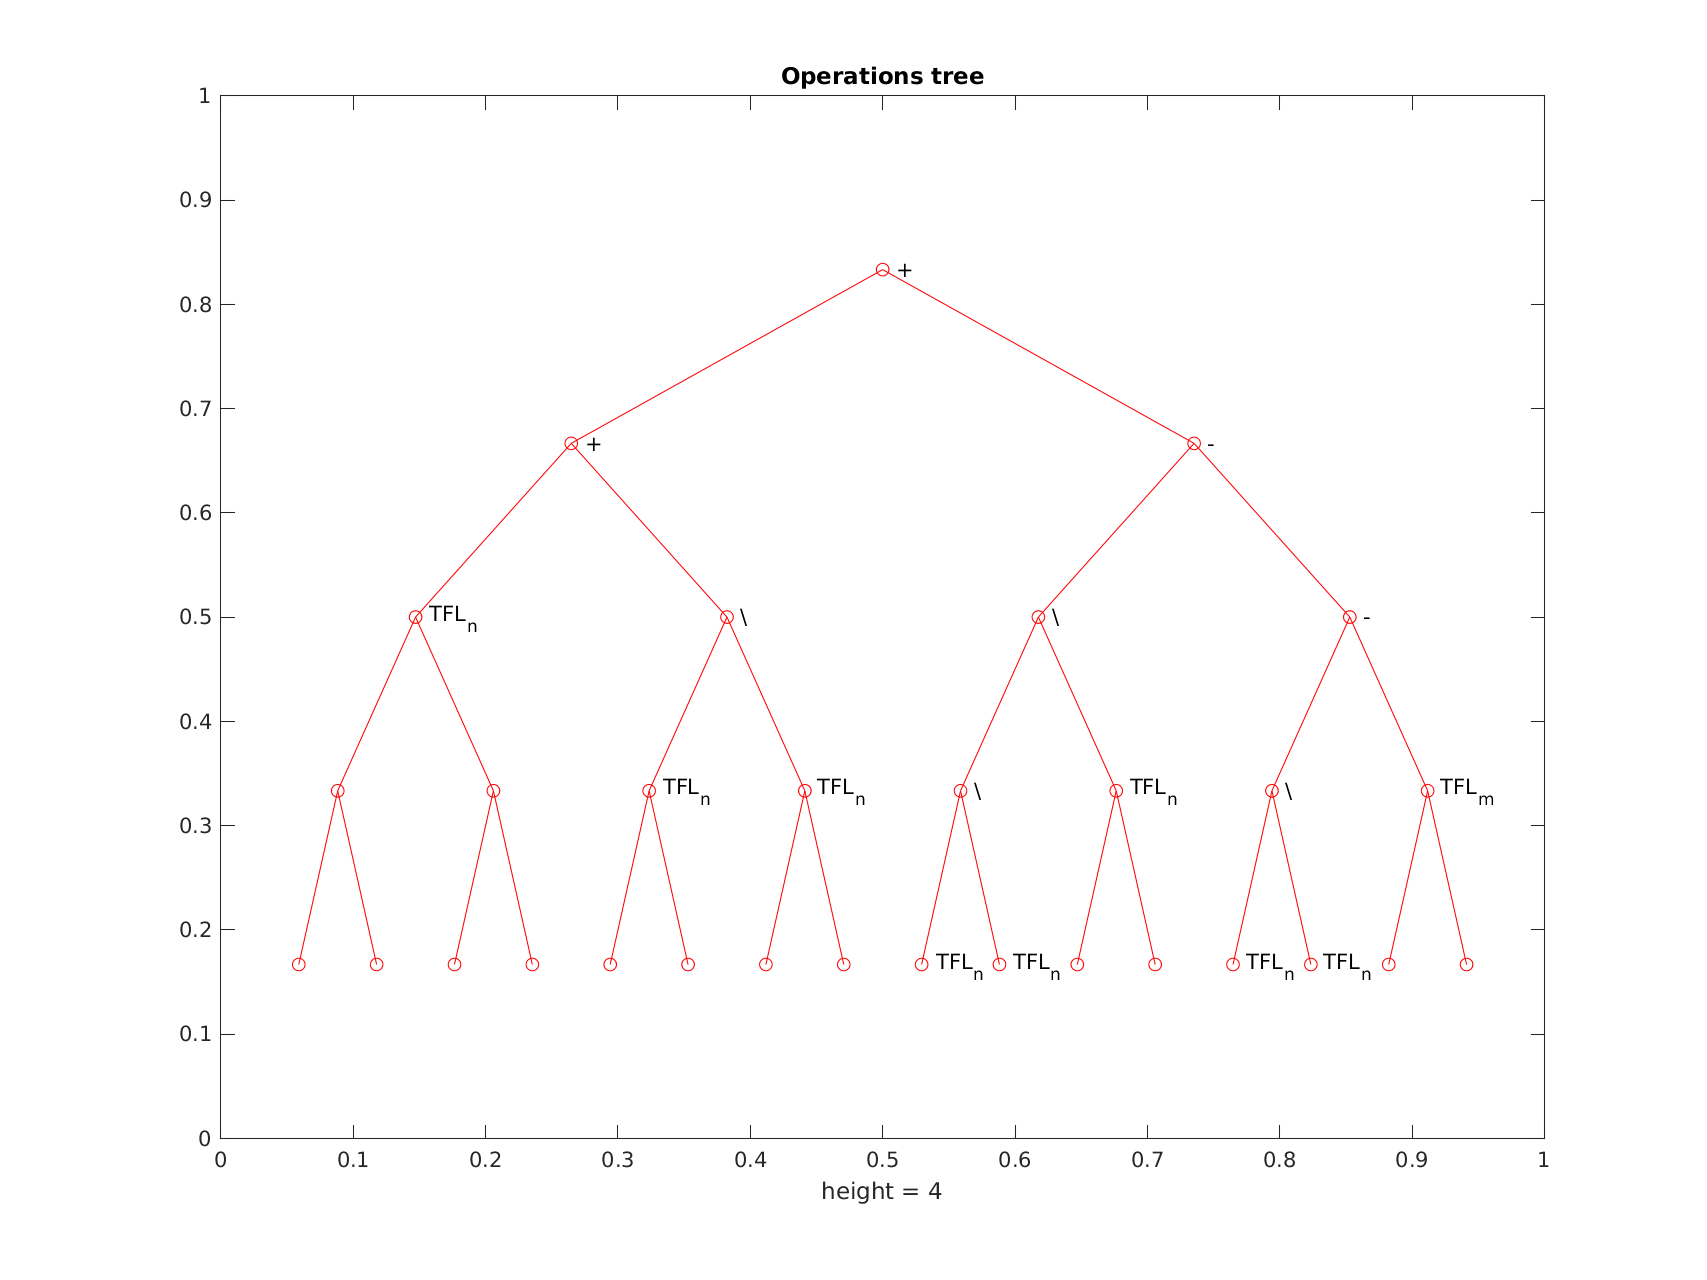 Operations tree
1
0.9
0.8
0.7
0.6
0.5
0.4
0.3
0.2
0.1
0
+
+ -
TFLn \ \ -
TFLn TFLn \ TFLn \ TFLm
TFLn TFLn TFLn TFLn
0 0.1 0.2 0.3 0.4 0.5 0.6 0.7 0.8 0.9 1
height = 4